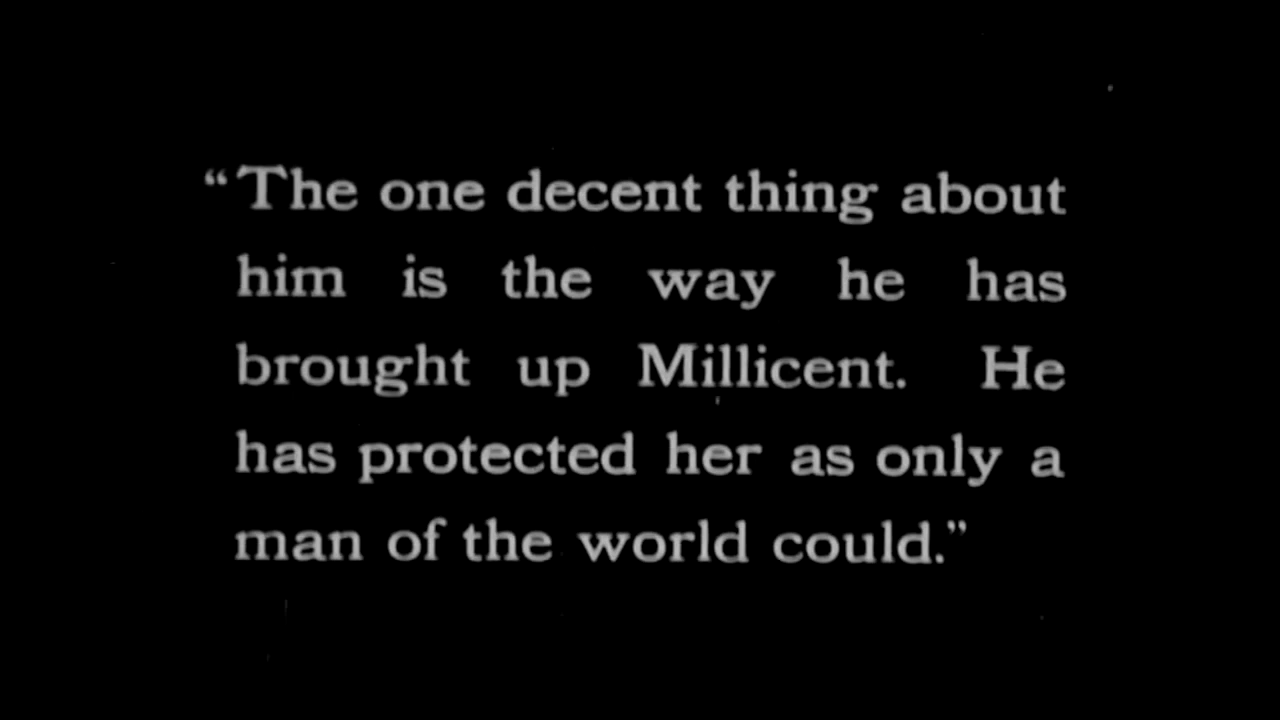 “The one decent thing about
him is the way he has
brought up Millicent. He
has protected her as only a
man of the world could.”